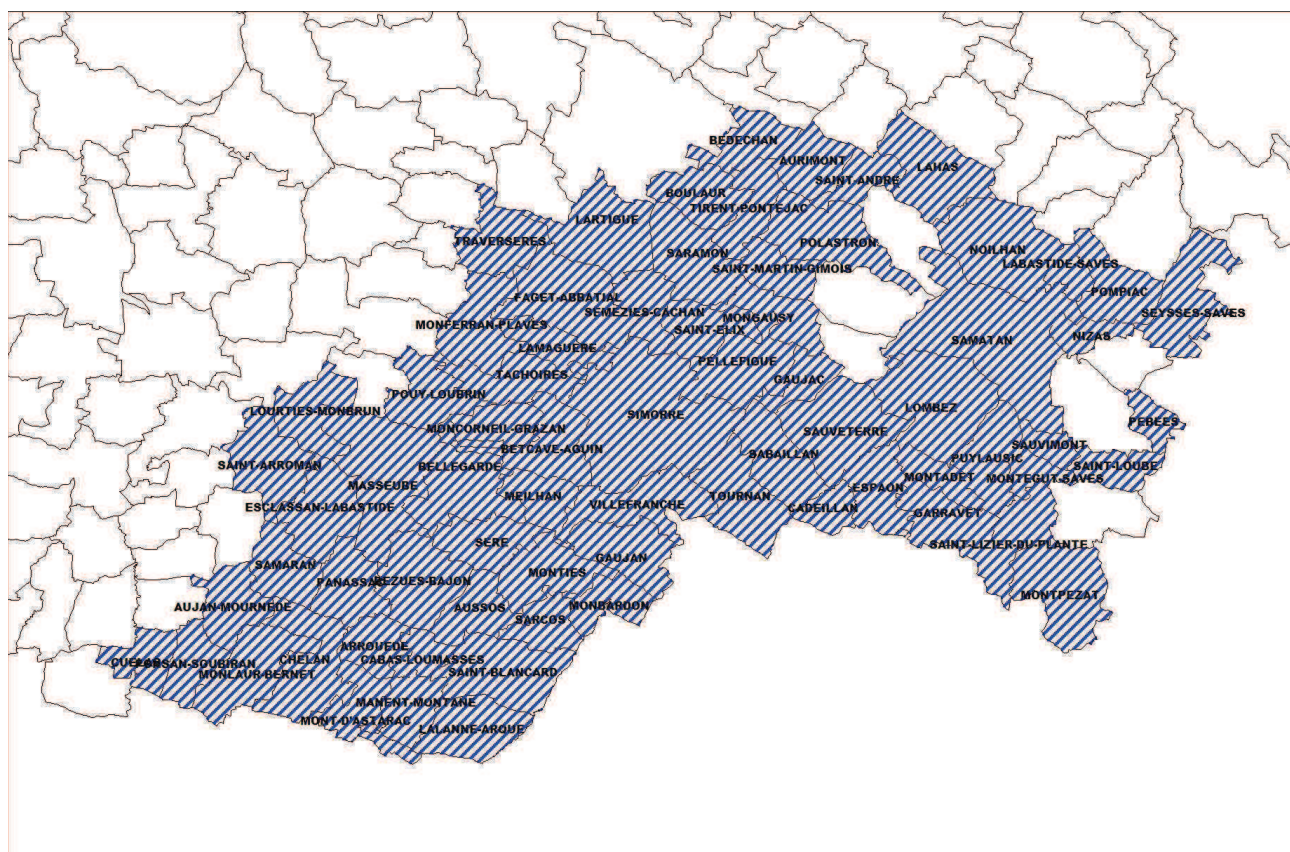 BEDECHAN
AURIMONT
LAHAS
SAINT-ANDRE
BOULAUR
TIRENT-PONTEJAC
LARTIGUE
TRAVERSERES
POLASTRON
SARAMON
NOILHAN
LABASTIDE-SAVES
SAINT-MARTIN-GIMOIS
POMPIAC
FAGET-ABBATIAL
SEMEZIES-CACHAN
SEYSSES-SAVES
MONGAUSY
MONFERRAN-PLAVES
SAINT-ELIX
NIZAS
SAMATAN
LAMAGUERE
PELLEFIGUE
TACHOIRES
GAUJAC
POUY-LOUBRIN
LOURTIES-MONBRUN
SIMORRE
LOMBEZ
PEBEES
MONCORNEIL-GRAZAN
SAUVETERRE
SAUVIMONT
BETCAVE-AGUIN
SABAILLAN
PUYLAUSIC
SAINT-ARROMAN
BELLEGARDE
SAINT-LOUBE
MONTADET
MONTEGUT-SAVES
MASSEUBE
ESPAON
MEILHAN
TOURNAN
VILLEFRANCHE
ESCLASSAN-LABASTIDE
CADEILLAN
GARRAVET
SERE
SAINT-LIZIER-DU-PLANTE
GAUJAN
SAMARAN
MONTIES
PANASSAC
BEZUES-BAJON
MONTPEZAT
AUJAN-MOURNEDE
AUSSOS
MONBARDON
SARCOS
ARROUEDE
CHELAN
CABAS-LOUMASSES
CUELAS
PONSAN-SOUBIRAN
MONLAUR-BERNET
SAINT-BLANCARD
MANENT-MONTANE
MONT-D'ASTARAC
LALANNE-ARQUE